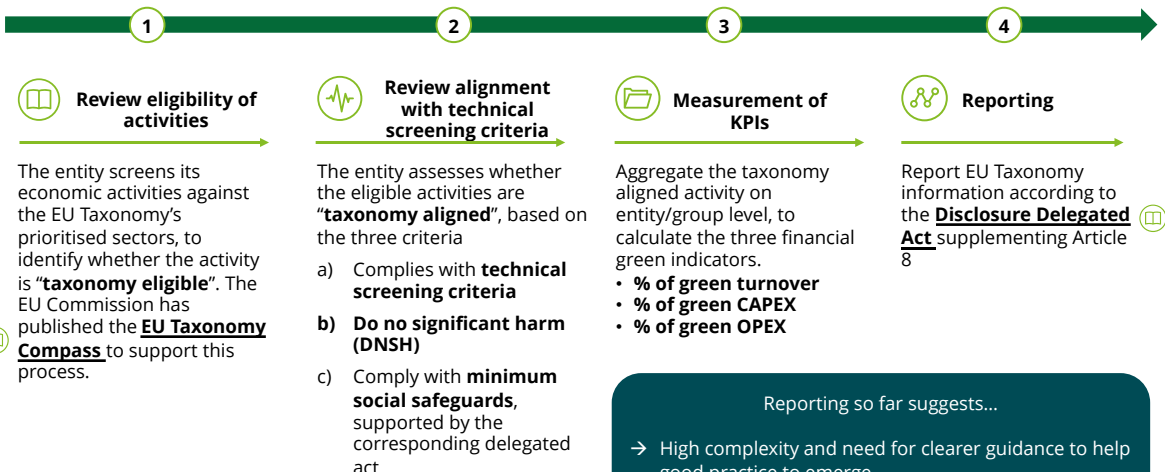 1
2
3
4
Review eligibility of
activities
The entity screens its
economic activities against
the EU Taxonomy’s
prioritised sectors, to
identify whether the activity
is “taxonomy eligible”. The
EU Commission has
published the EU Taxonomy
Compass to support this
process.
Review alignment
with technical
screening criteria
The entity assesses whether
the eligible activities are
“taxonomy aligned”, based on
the three criteria
a) Complies with technical
screening criteria
b) Do no significant harm
(DNSH)
c) Comply with minimum
social safeguards,
supported by the
corresponding delegated
act
Measurement of
KPIs
Aggregate the taxonomy
aligned activity on
entity/group level, to
calculate the three financial
green indicators.
• % of green turnover
• % of green CAPEX
• % of green OPEX
Reporting
Report EU Taxonomy
information according to
the Disclosure Delegated
Act supplementing Article
8
Reporting so far suggests...
→ High complexity and need for clearer guidance to help
good practice to emerge